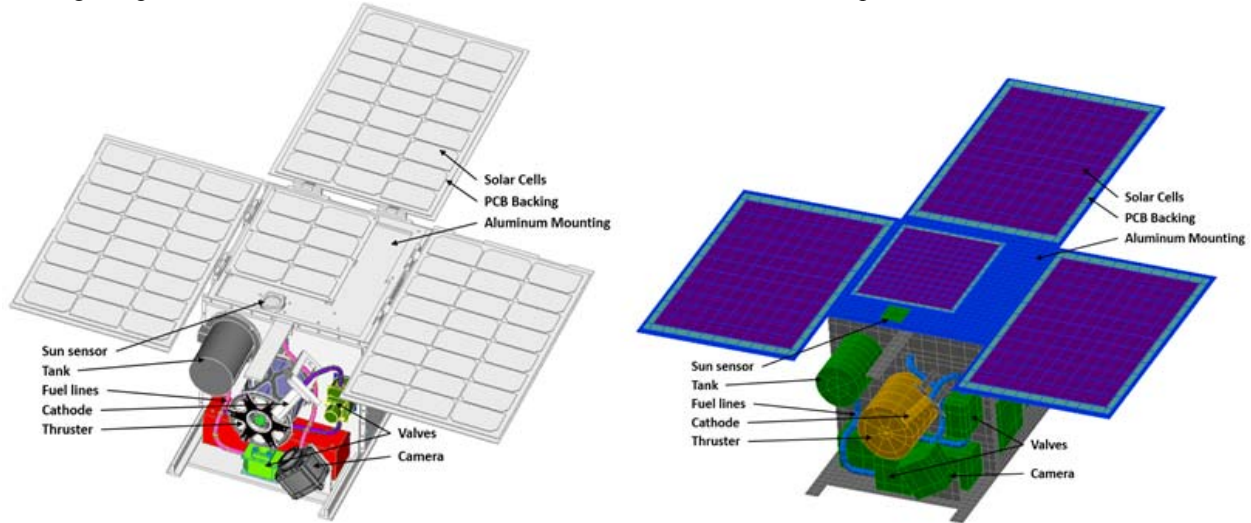 Solar Cells
PCB Backing
Aluminum Mounting
Sun sensor
Tank
Fuel lines
Cathode
Thruster
Valves
Camera
Solar Cells
PCB Backing
Aluminum Mounting
Sun sensor
Tank
Fuel lines
Cathode
Thruster
Valves
Camera